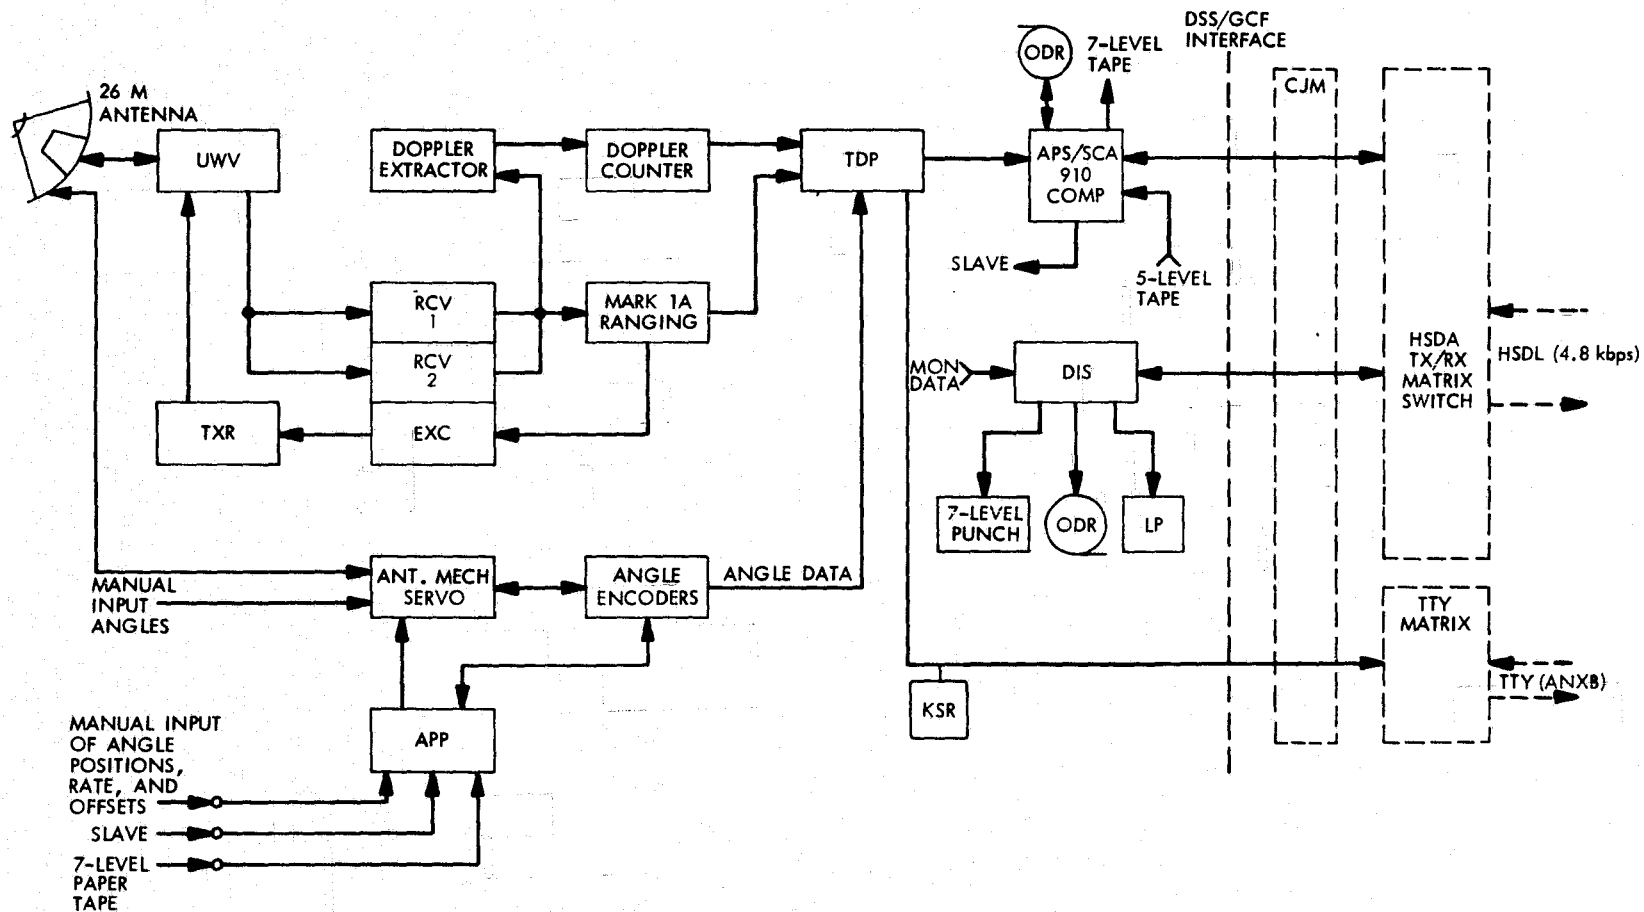 26 M
ANTENNA
UWV
DOPPLER
EXTRACTOR
DOPPLER
COUNTER
TDP
ODR
7-LEVEL
TAPE
DSS/GCF
INTERFACE
CJM
APS/SCA
910
COMP
SLAVE
5-LEVEL
TAPE
RCV
1
RCV
2
EXC
TXR
MARK 1A
RANGING
MON
DATA
DIS
7-LEVEL
PUNCH
ODR
LP
HSDA
TX/RX
MATRIX
SWITCH
HSDL (4.8 kbps)
MANUAL
INPUT
ANGLES
ANT. MECH
SERVO
ANGLE
ENCODERS
ANGLE DATA
TTY
MATRIX
TTY (ANXB)
KSR
APP
MANUAL INPUT
OF ANGLE
POSITIONS,
RATE, AND
OFFSETS
SLAVE
7-LEVEL
PAPER
TAPE